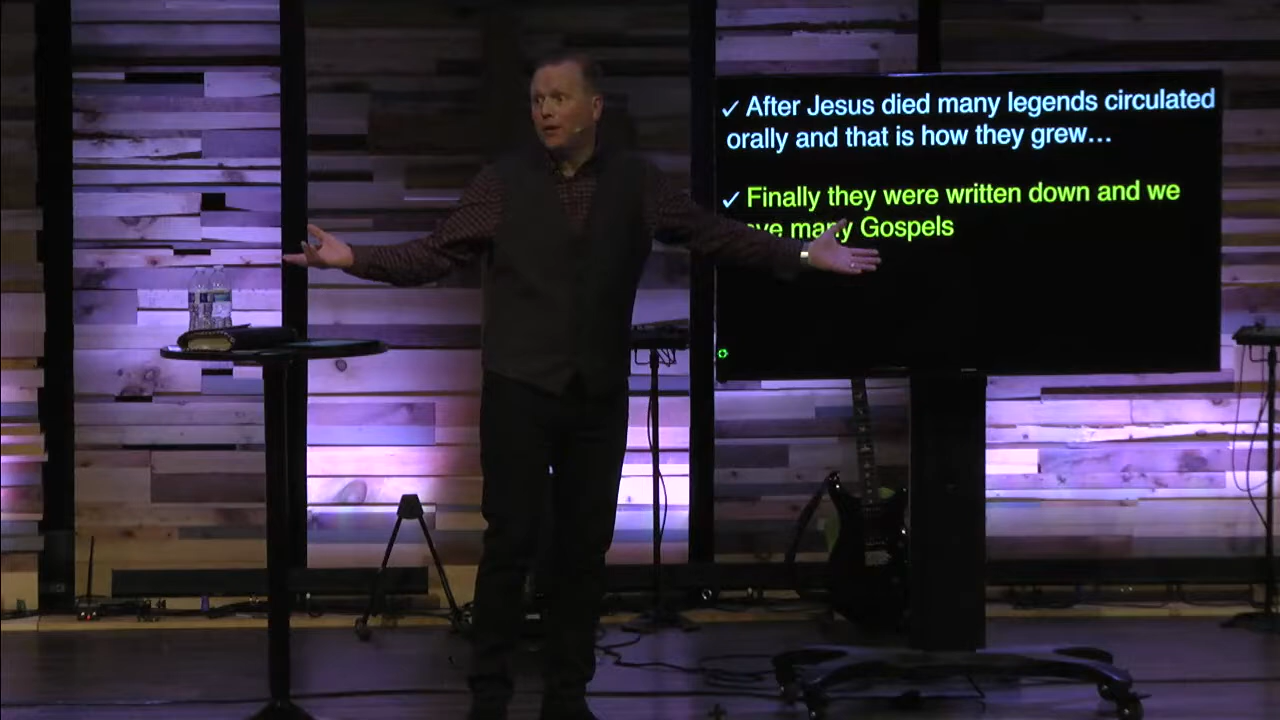 ✓ After Jesus died many legends circulated
orally and that is how they grew...
✓ Finally they were written down and we
many Gospels